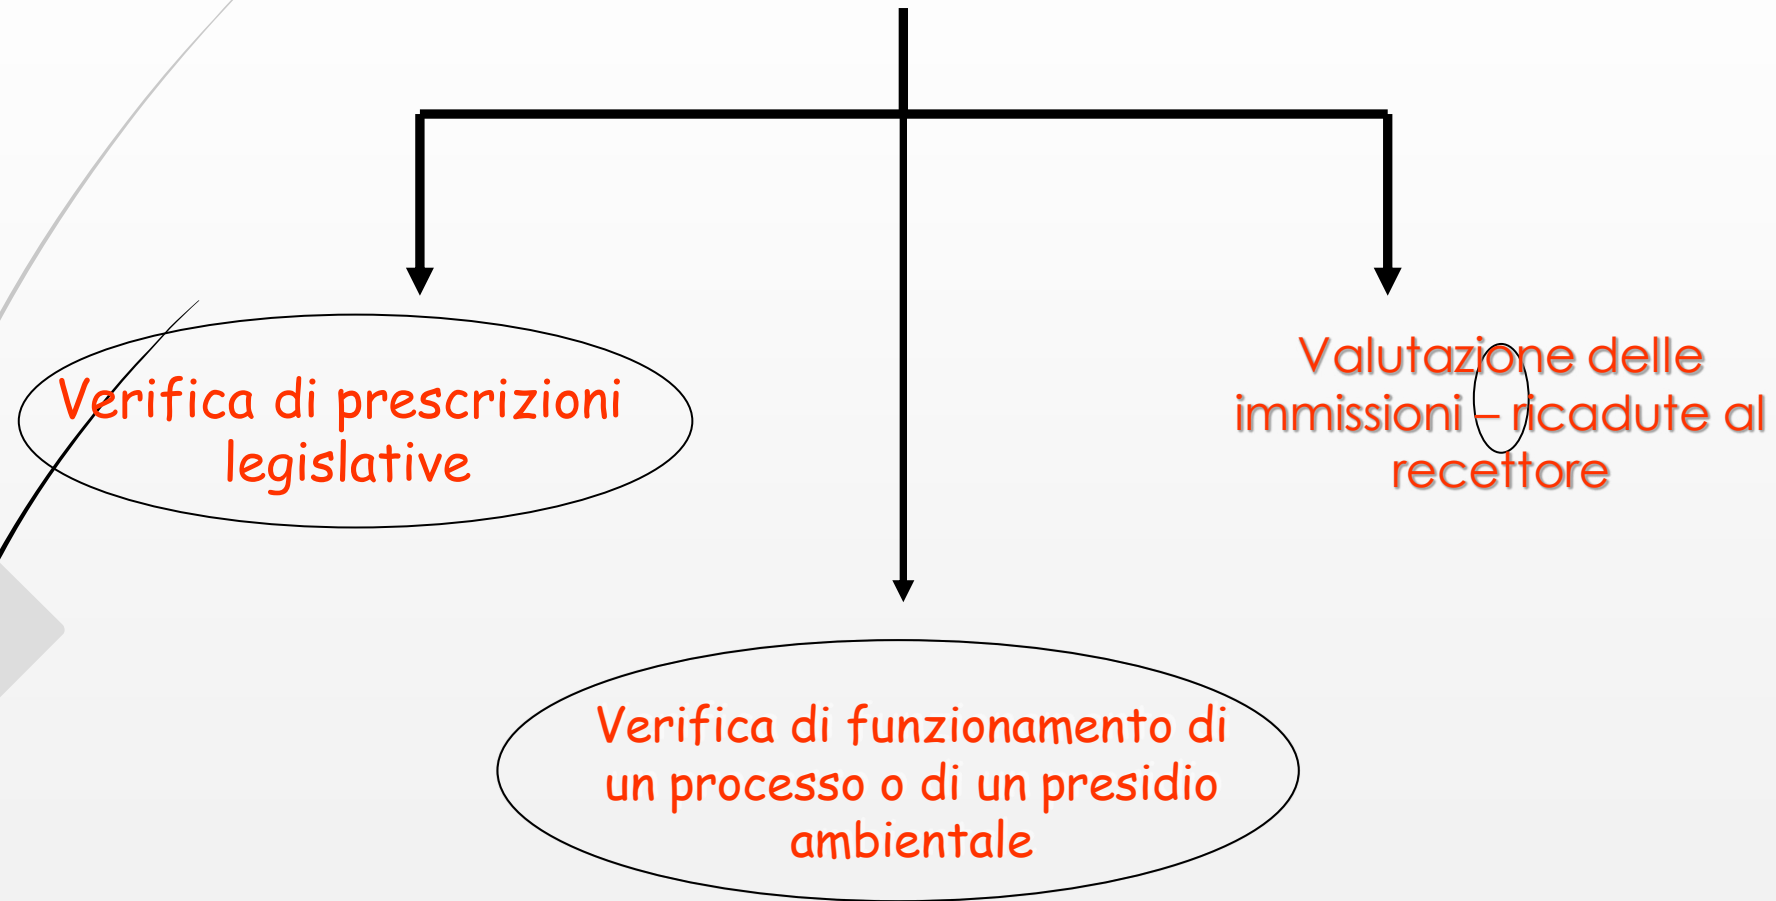 Verifica di prescrizioni
legislative
Valutazione delle
immissioni – ricadute al
recettore
Verifica di funzionamento di
un processo o di un presidio
ambientale